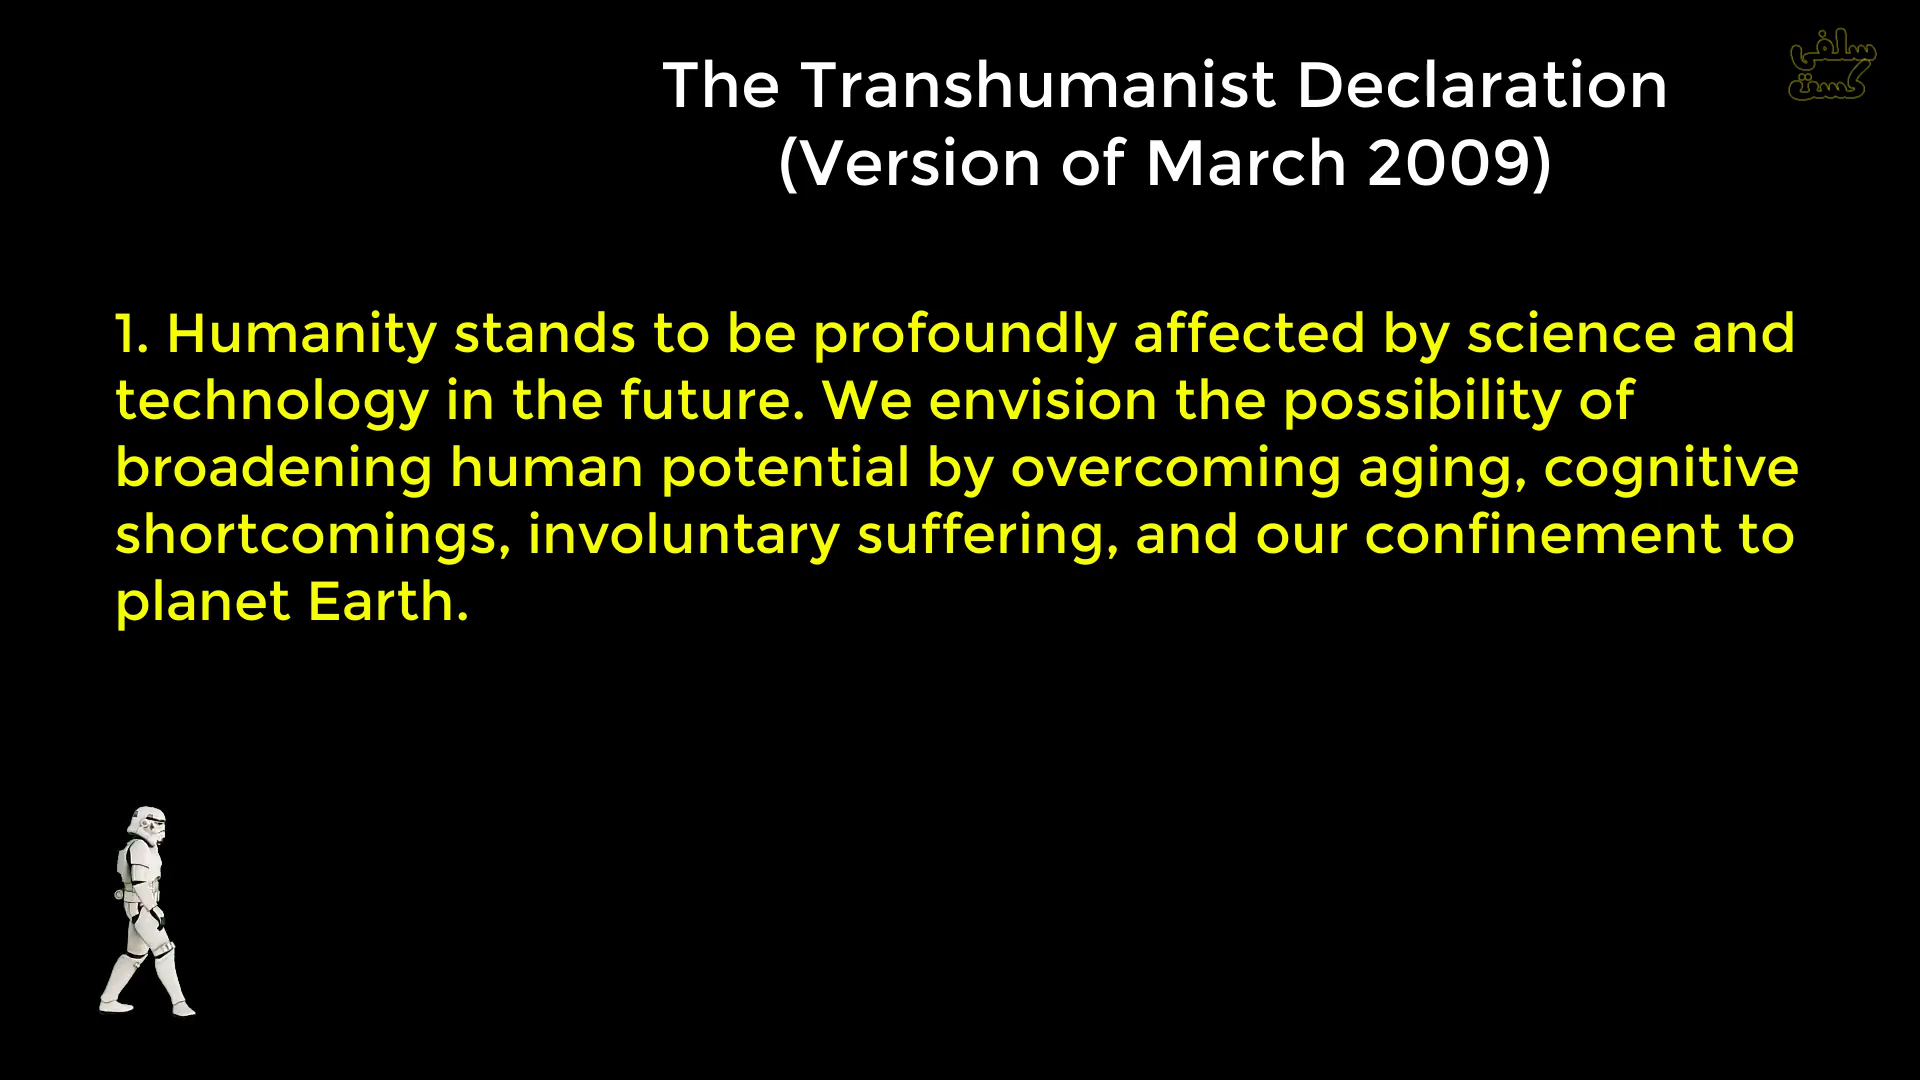 The Transhumanist Declaration
(Version of March 2009)
سلفی
کست
1. Humanity stands to be profoundly affected by science and
technology in the future. We envision the possibility of
broadening human potential by overcoming aging, cognitive
shortcomings, involuntary suffering, and our confinement to
planet Earth.